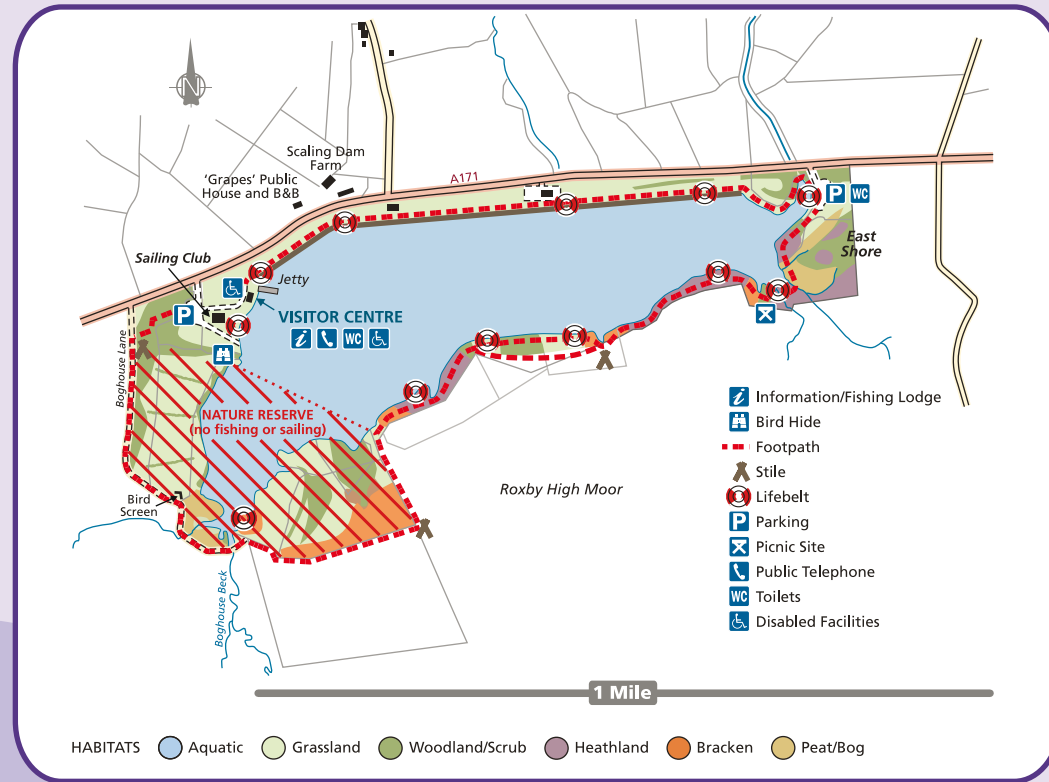 N
Scaling Dam
Farm
'Grapes' Public
House and B&B
A171
P WC
East
Shore
Sailing Club
Jetty
P
VISITOR CENTRE
i WC
Boghouse Lane
NATURE RESERVE
(no fishing or sailing)
Roxby High Moor
Bird
Screen
Boghouse Beck
i Information/Fishing Lodge
Bird Hide
Footpath
Stile
Lifebelt
P Parking
Picnic Site
Public Telephone
WC Toilets
Disabled Facilities
1 Mile
HABITATS Aquatic Grassland Woodland/Scrub Heathland Bracken Peat/Bog